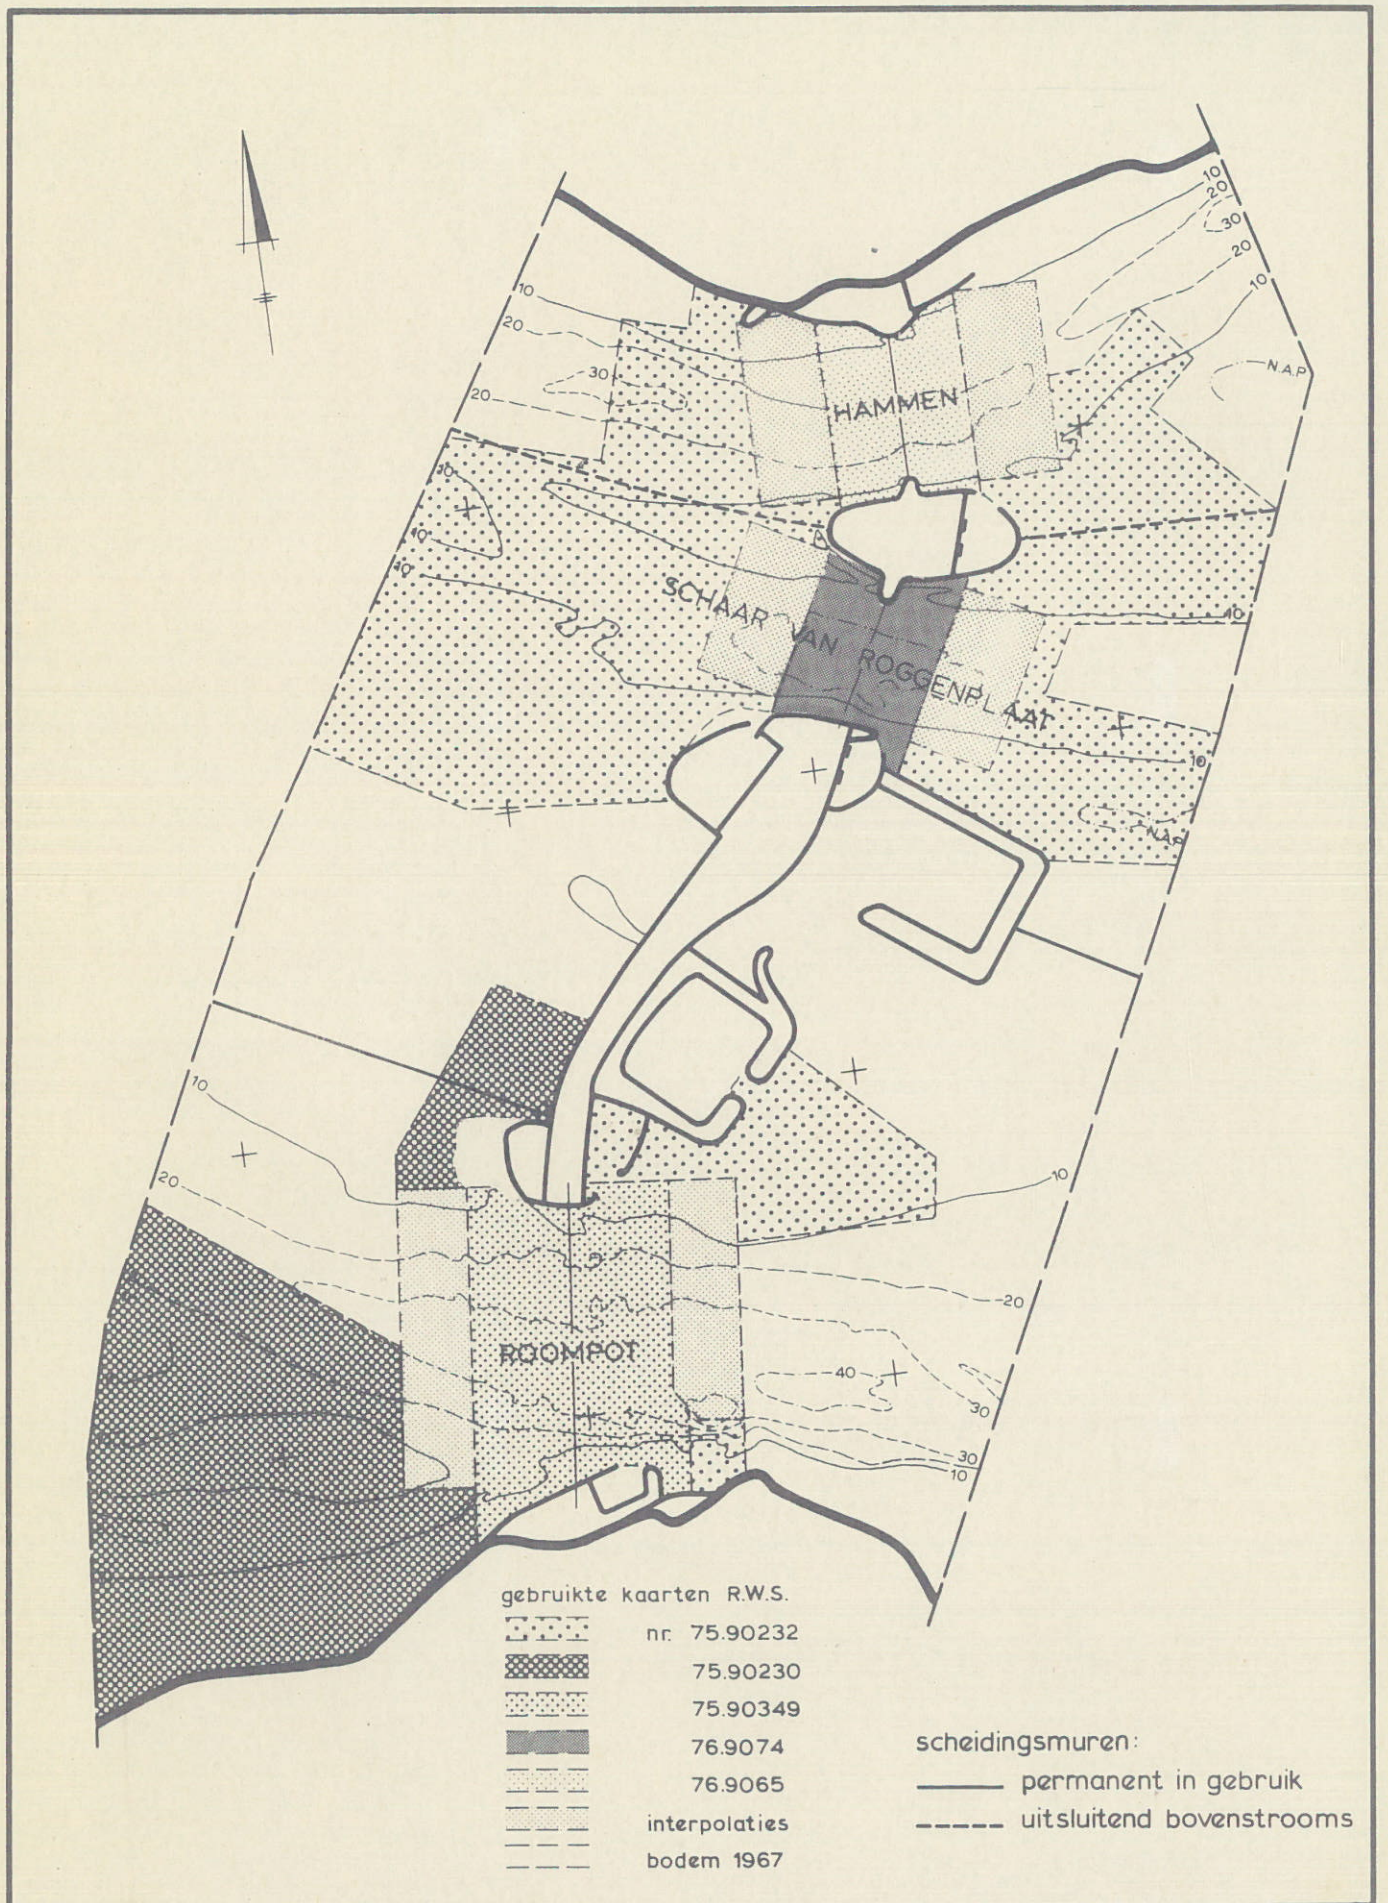 10
20
30
20
10
10
20
30
20
N.A.P
HAMMEN
10
10
10
SCHAAR VAN ROGGENPLAAT
10
10
N.A.P
10
20
10
20
ROOMPOT
40
30
30
10
gebruikte kaarten R.W.S.
nr. 75.90232
75.90230
75.90349
76.9074
76.9065
interpolaties
bodem 1967
scheidingsmuren:
permanent in gebruik
uitsluitend bovenstrooms